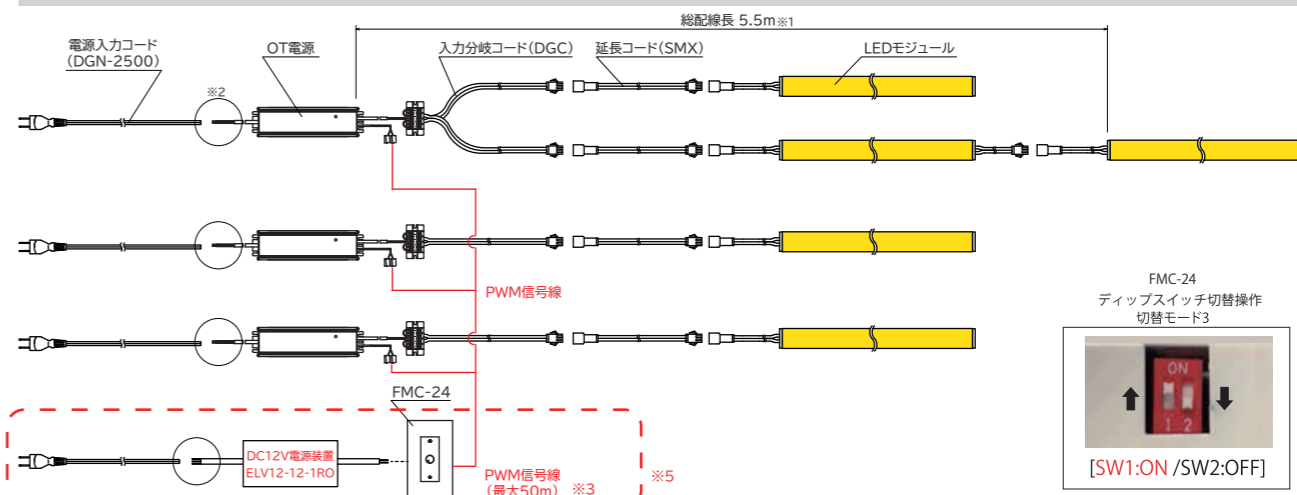 総配線長 5.5m※1
電源入力コード
(DGN-2500)
OT電源
入力分岐コード(DGC)
延長コード(SMX)
LEDモジュール
※2
PWM信号線
FMC-24
ディップスイッチ切替操作
切替モード3
ON
1 2
[SW1:ON /SW2:OFF]
FMC-24
DC12V電源装置
ELV12-12-1RO
PWM信号線
(最大50m) ※3
※5